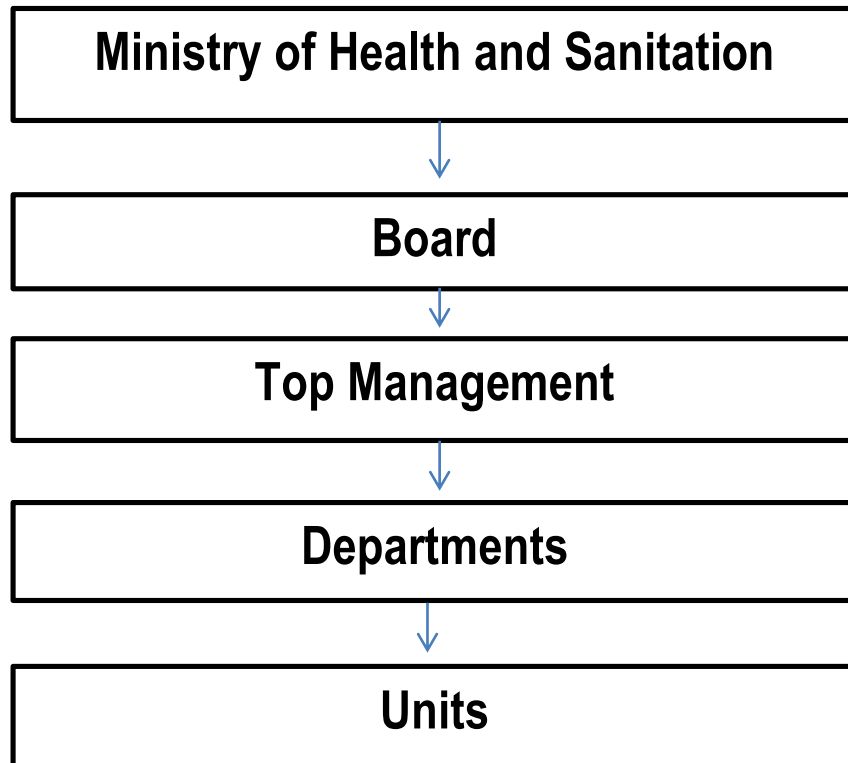 Ministry of Health and Sanitation
Board
Top Management
Departments
Units